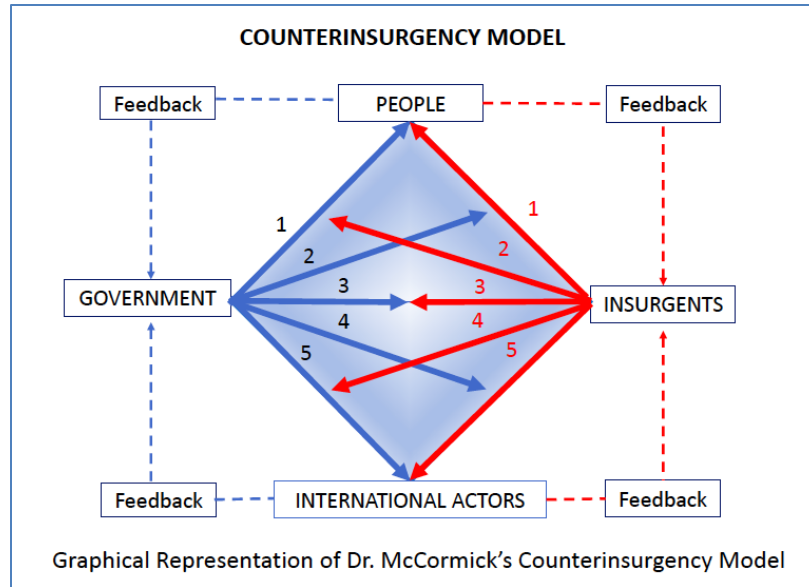 COUNTERINSURGENCY MODEL
Feedback
PEOPLE
Feedback
1
1
2
2
GOVERNMENT
3
3
INSURGENTS
4
4
5
5
Feedback
INTERNATIONAL ACTORS
Feedback
Graphical Representation of Dr. McCormick's Counterinsurgency Model